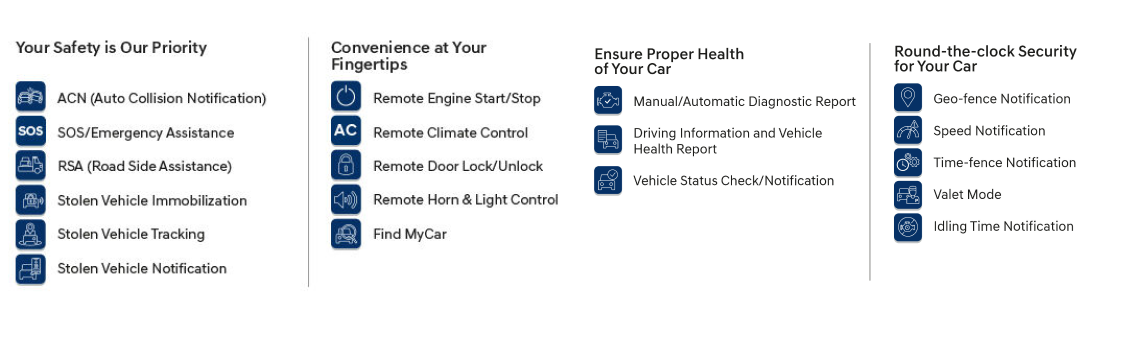 Your Safety is Our Priority
ACN (Auto Collision Notification)
SOS
SOS/Emergency Assistance
RSA (Road Side Assistance)
Stolen Vehicle Immobilization
Stolen Vehicle Tracking
Stolen Vehicle Notification
Convenience at Your
Fingertips
Remote Engine Start/Stop
AC
Remote Climate Control
Remote Door Lock/Unlock
Remote Horn & Light Control
Find MyCar
Ensure Proper Health
of Your Car
Manual/Automatic Diagnostic Report
Driving Information and Vehicle
Health Report
Vehicle Status Check/Notification
Round-the-clock Security
for Your Car
Geo-fence Notification
Speed Notification
Time-fence Notification
Valet Mode
Idling Time Notification